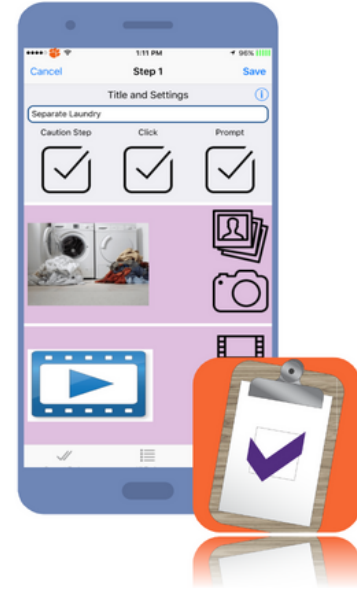 1:11 PM 96%
Cancel Step 1 Save
Title and Settings
Separate Laundry
Caution Step Click Prompt